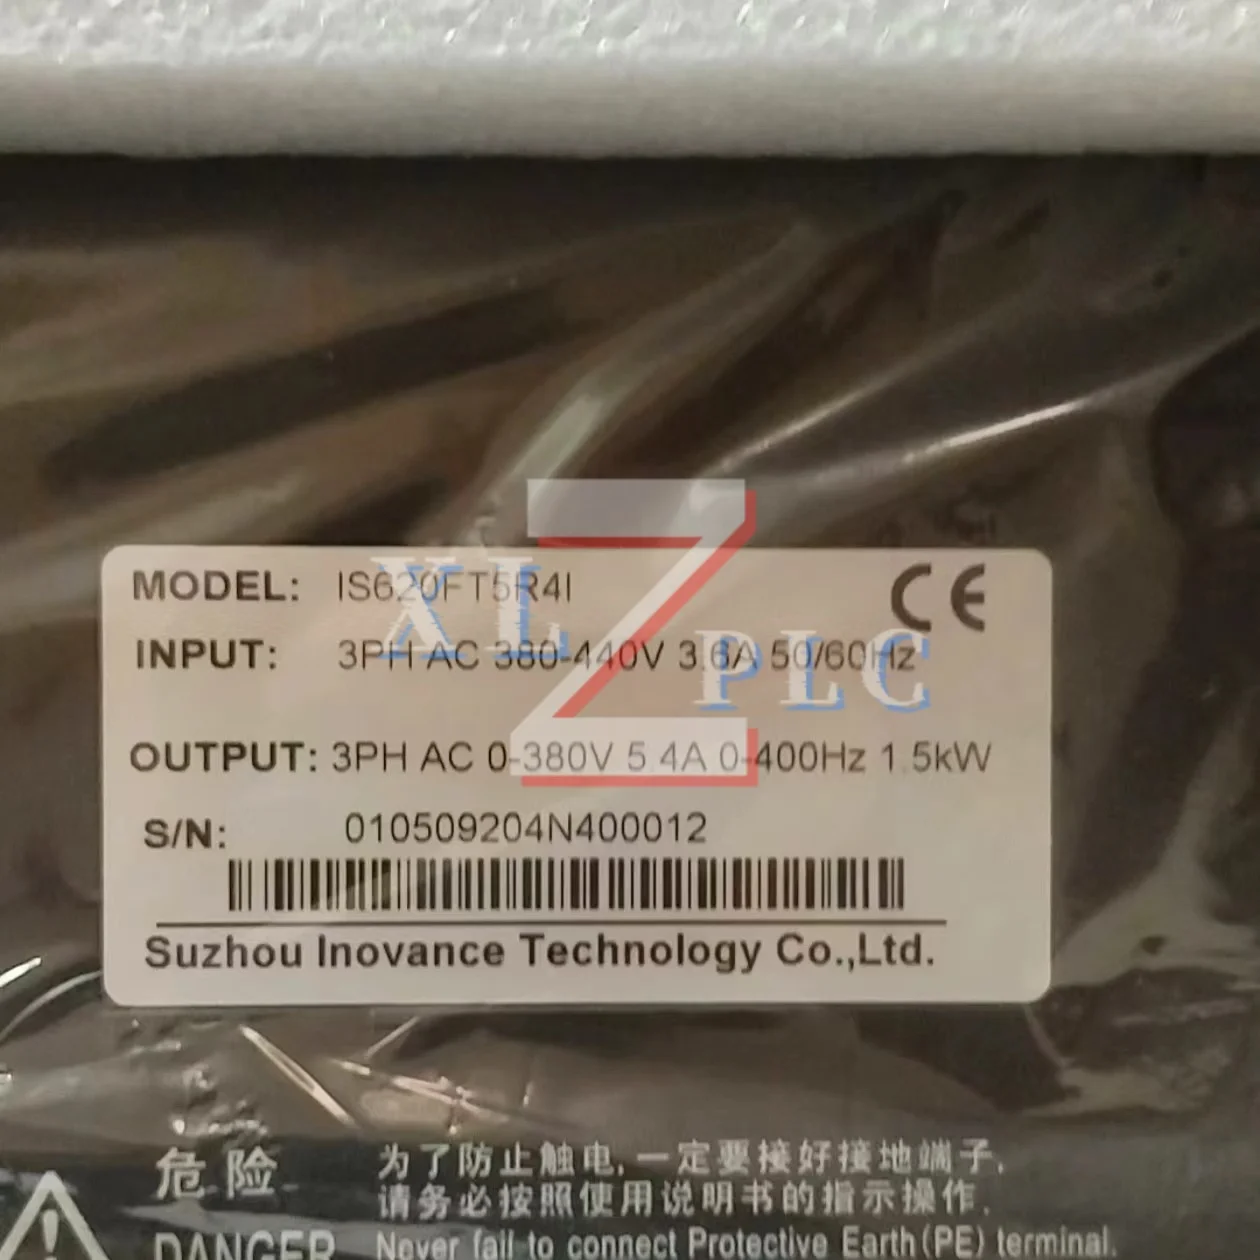 MODEL: IS620FT5R4I CE
INPUT: 3PH AC 380-440V 3.6A 50/60Hz
XLZ PLC
OUTPUT: 3PH AC 0-380V 5.4A 0-400Hz 1.5kW
S/N: 010509204N400012
Suzhou Inovance Technology Co.,Ltd.
危险 为了防止触电,一定要接好接地端子,
请务必按照使用说明书的指示操作.
DANGER Never fail to connect Protective Earth(PE) terminal.